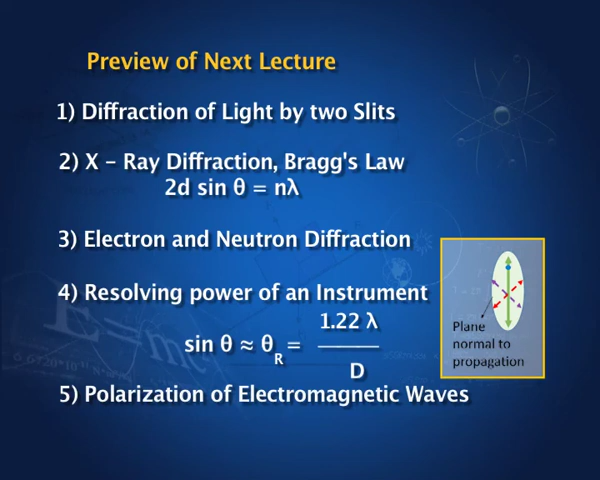 Preview of Next Lecture
1) Diffraction of Light by two Slits
2) X – Ray Diffraction, Bragg's Law
2d sin θ = nλ
3) Electron and Neutron Diffraction
4) Resolving power of an Instrument
sin θ ≈ θR = 1.22 λ / D
Plane
normal to
propagation
5) Polarization of Electromagnetic Waves